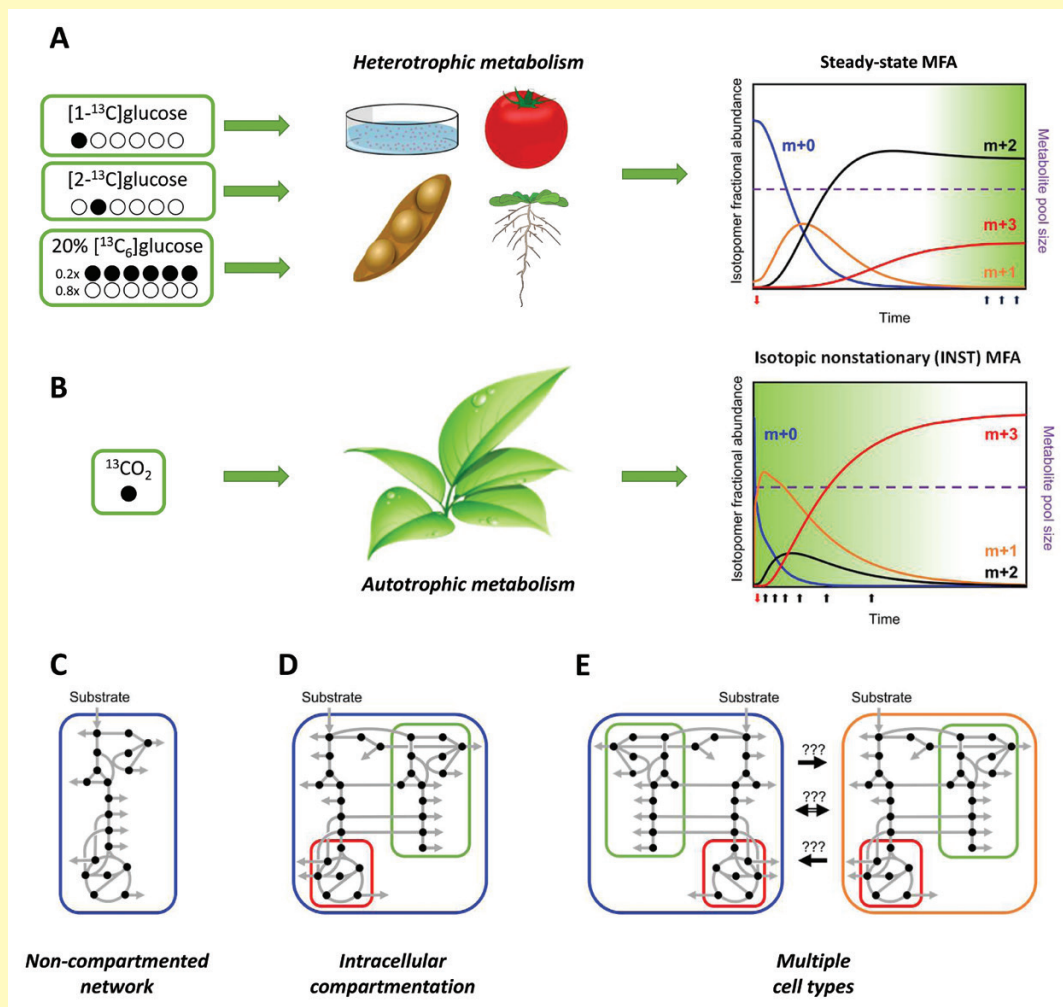 A
Heterotrophic metabolism
[1-¹³C]glucose
[2-¹³C]glucose
20% [¹³C₆]glucose
0.2x
0.8x
Steady-state MFA
Isotopomer fractional abundance
m+0
m+2
m+3
m+1
Metabolite pool size
Time
B
¹³CO₂
Autotrophic metabolism
Isotopic nonstationary (INST) MFA
Isotopomer fractional abundance
m+0
m+3
m+1
m+2
Metabolite pool size
Time
C
Substrate
Non-compartmented
network
D
Substrate
Intracellular
compartmentation
E
Substrate
Substrate
???
???
???
Multiple
cell types